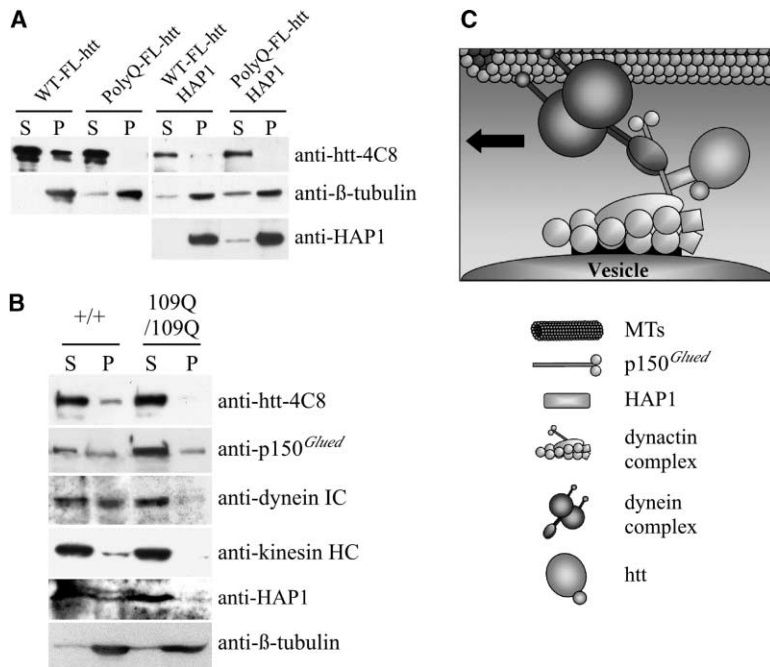 A
WT-FL-htt
PolyQ-FL-htt
WT-FL-htt
HAP1
PolyQ-FL-htt
HAP1
S P S P S P S P
anti-htt-4C8
anti-ß-tubulin
anti-HAP1
B
+/+
109Q
/109Q
S P S P
anti-htt-4C8
anti-p150Glued
anti-dynein IC
anti-kinesin HC
anti-HAP1
anti-ß-tubulin
C
Vesicle
MTs
p150Glued
HAP1
dynactin
complex
dynein
complex
htt